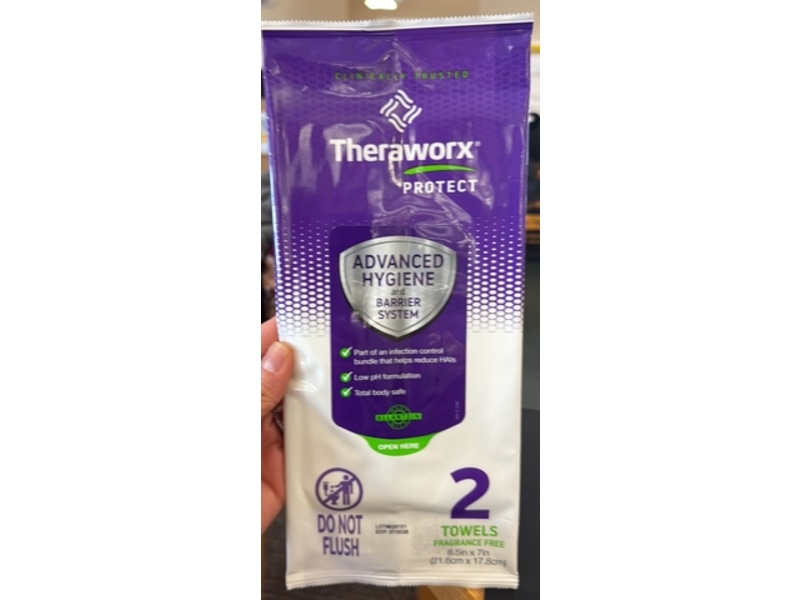 CLINICALLY TRUSTED
Theraworx®
PROTECT
ADVANCED
HYGIENE
and
BARRIER
SYSTEM
Part of an infection control
bundle that helps reduce HAIs
Low pH formulation
Total body safe
ALLANTOIN
OPEN HERE
DO NOT
FLUSH
2
TOWELS
FRAGRANCE FREE
8.5in x 7in
(21.6cm x 17.8cm)